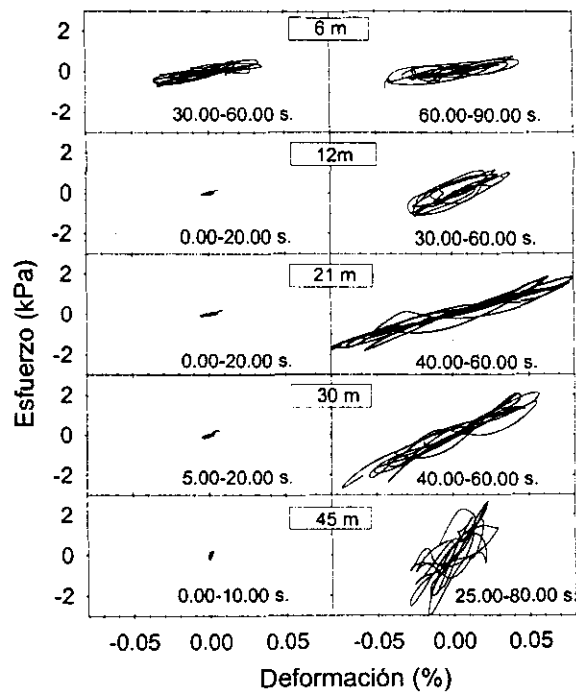 6 m
2
0
-2
30.00-60.00 s.
60.00-90.00 s.
12m
2
0
-2
0.00-20.00 s.
30.00-60.00 s.
21 m
2
0
-2
0.00-20.00 s.
40.00-60.00 s.
30 m
2
0
-2
5.00-20.00 s.
40.00-60.00 s.
45 m
2
0
-2
0.00-10.00 s.
25.00-80.00 s.
Esfuerzo (kPa)
-0.05 0.00 0.05 -0.05 0.00 0.05
Deformación (%)